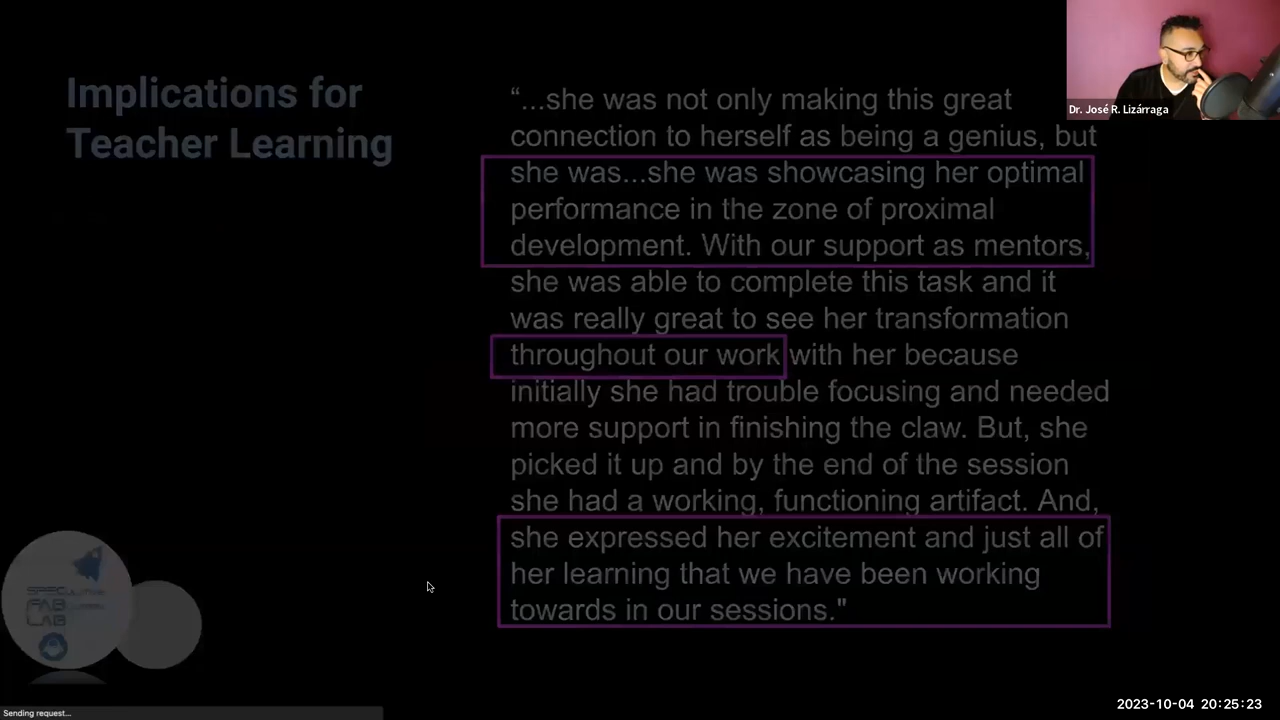 Implications for
Teacher Learning
“...she was not only making this great
connection to herself as being a genius, but
she was...she was showcasing her optimal
performance in the zone of proximal
development. With our support as mentors,
she was able to complete this task and it
was really great to see her transformation
throughout our work with her because
initially she had trouble focusing and needed
more support in finishing the claw. But, she
picked it up and by the end of the session
she had a working, functioning artifact. And,
she expressed her excitement and just all of
her learning that we have been working
towards in our sessions."
Dr. José R. Lizárraga
FAB
LAB
Sending request...
2023-10-04 20:25:23